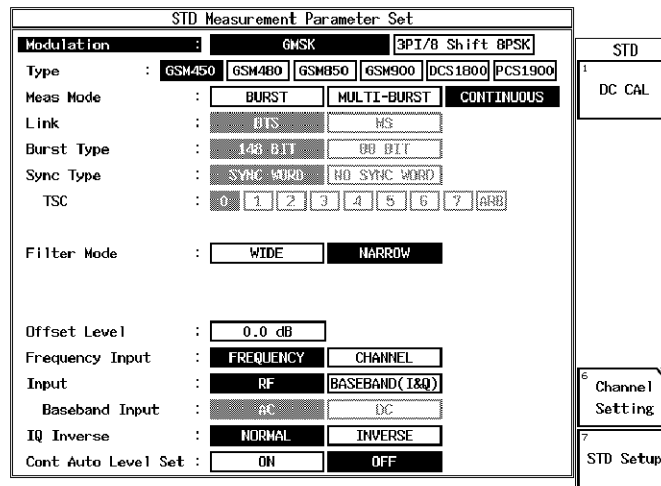 STD Measurement Parameter Set
Modulation : GMSK 3PI/8 Shift 8PSK
Type : GSM450 GSM480 GSM850 GSM900 DCS1800 PCS1900
Meas Mode : BURST MULTI-BURST CONTINUOUS
Link : BTS MS
Burst Type : 148 BIT 88 BIT
Sync Type : SYNC WORD NO SYNC WORD
TSC : 0 1 2 3 4 5 6 7 ARB
Filter Mode : WIDE NARROW
Offset Level : 0.0 dB
Frequency Input : FREQUENCY CHANNEL
Input : RF BASEBAND(I&Q)
Baseband Input : AC DC
IQ Inverse : NORMAL INVERSE
Cont Auto Level Set : ON OFF
STD
1
DC CAL
6
Channel
Setting
7
STD Setup